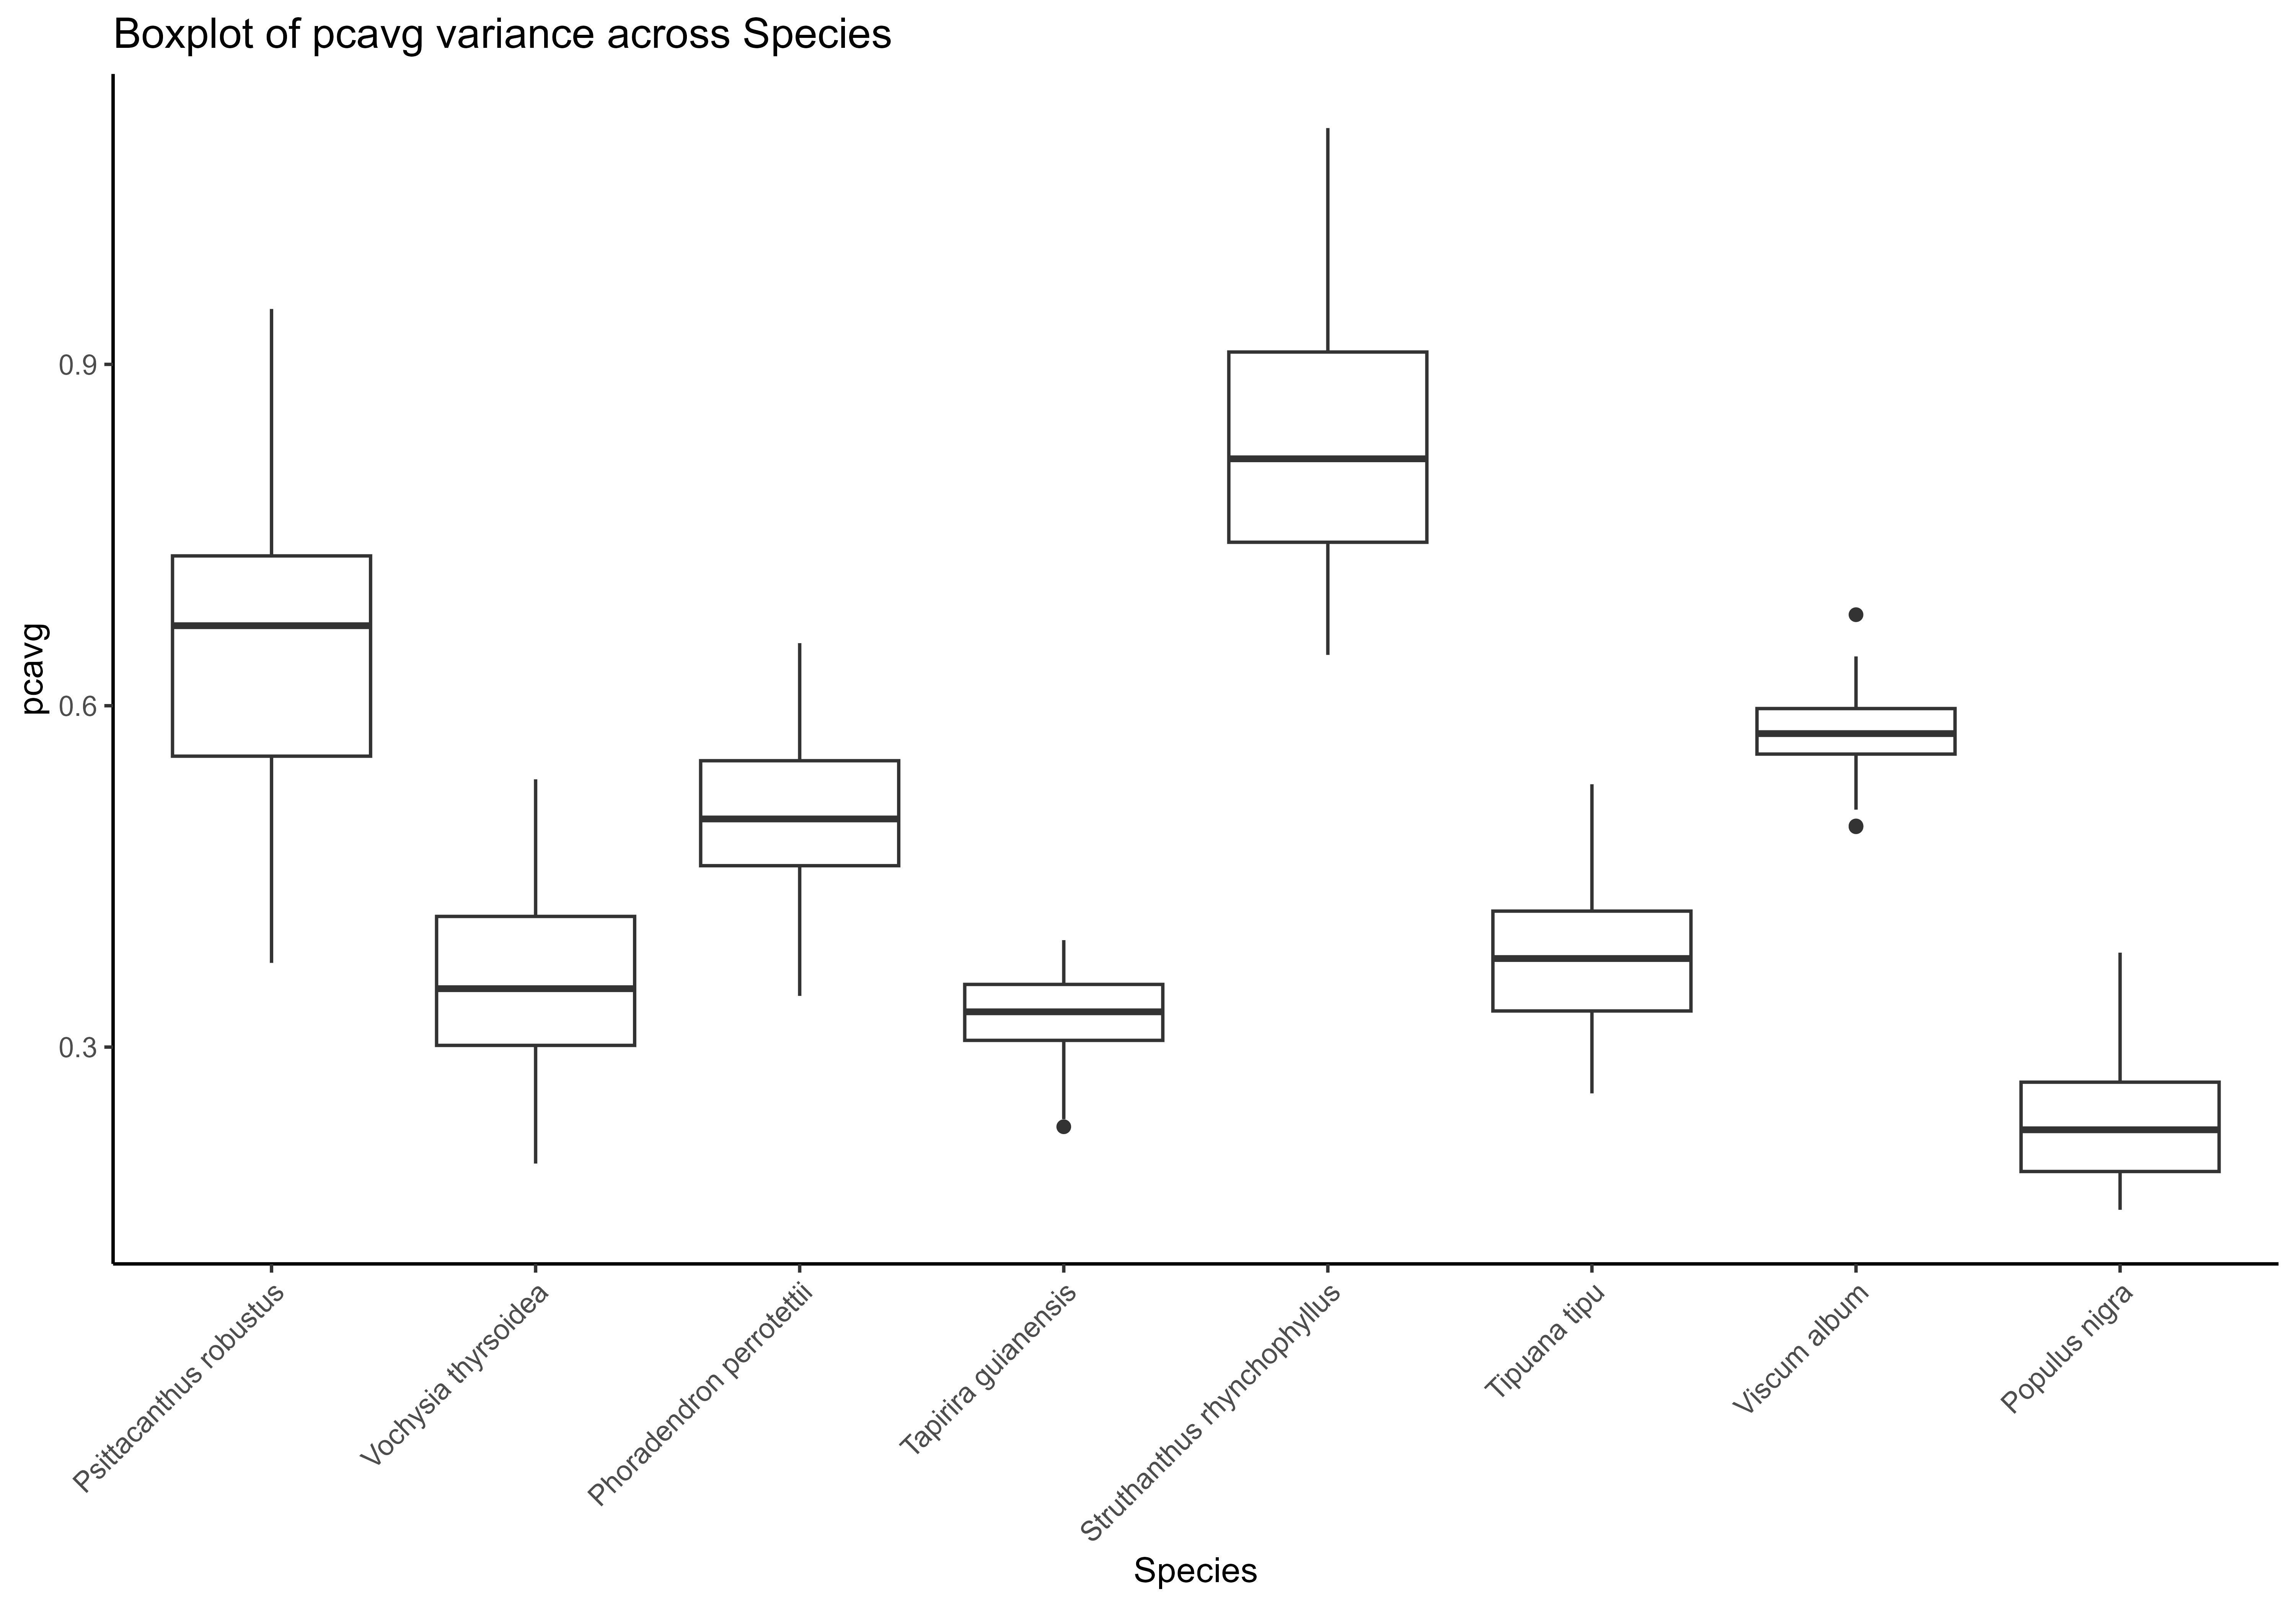 Boxplot of pcavg variance across Species
pcavg
0.9
0.6
0.3
Psittacanthus robustus
Vochysia thyrsoidea
Phoradendron perrotettii
Tapirira guianensis
Struthanthus rhynchophyllus
Tipuana tipu
Viscum album
Populus nigra
Species